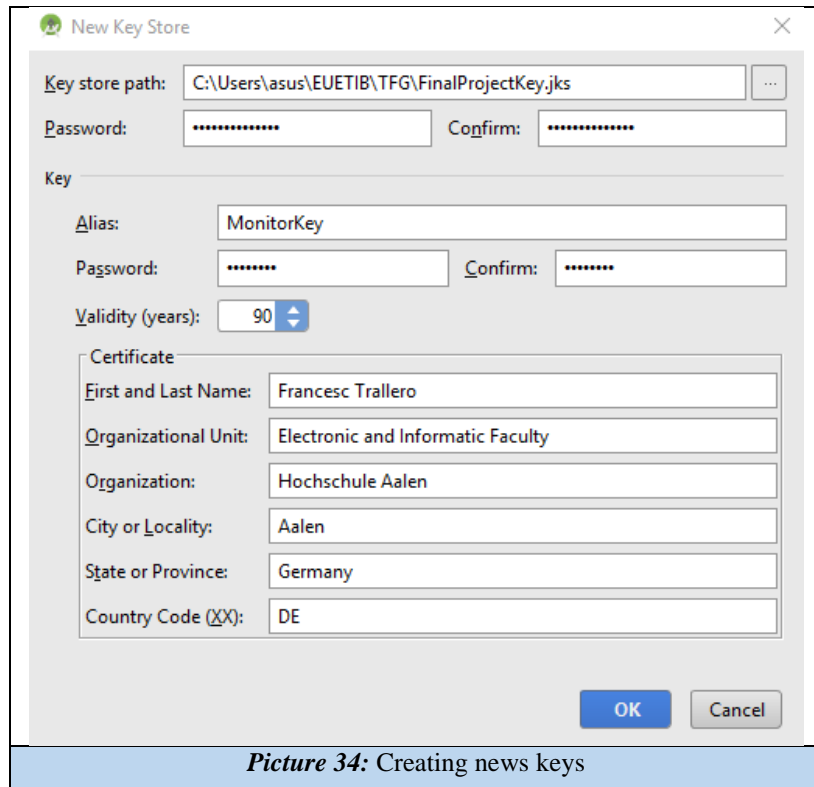 New Key Store
Key store path: C:\Users\asus\EUETIB\TFG\FinalProjectKey.jks ...
Password: •••••••••••••• Confirm: ••••••••••••••
Key
Alias: MonitorKey
Password: •••••••• Confirm: ••••••••
Validity (years): 90
Certificate
First and Last Name: Francesc Trallero
Organizational Unit: Electronic and Informatic Faculty
Organization: Hochschule Aalen
City or Locality: Aalen
State or Province: Germany
Country Code (XX): DE
OK Cancel
Picture 34: Creating news keys